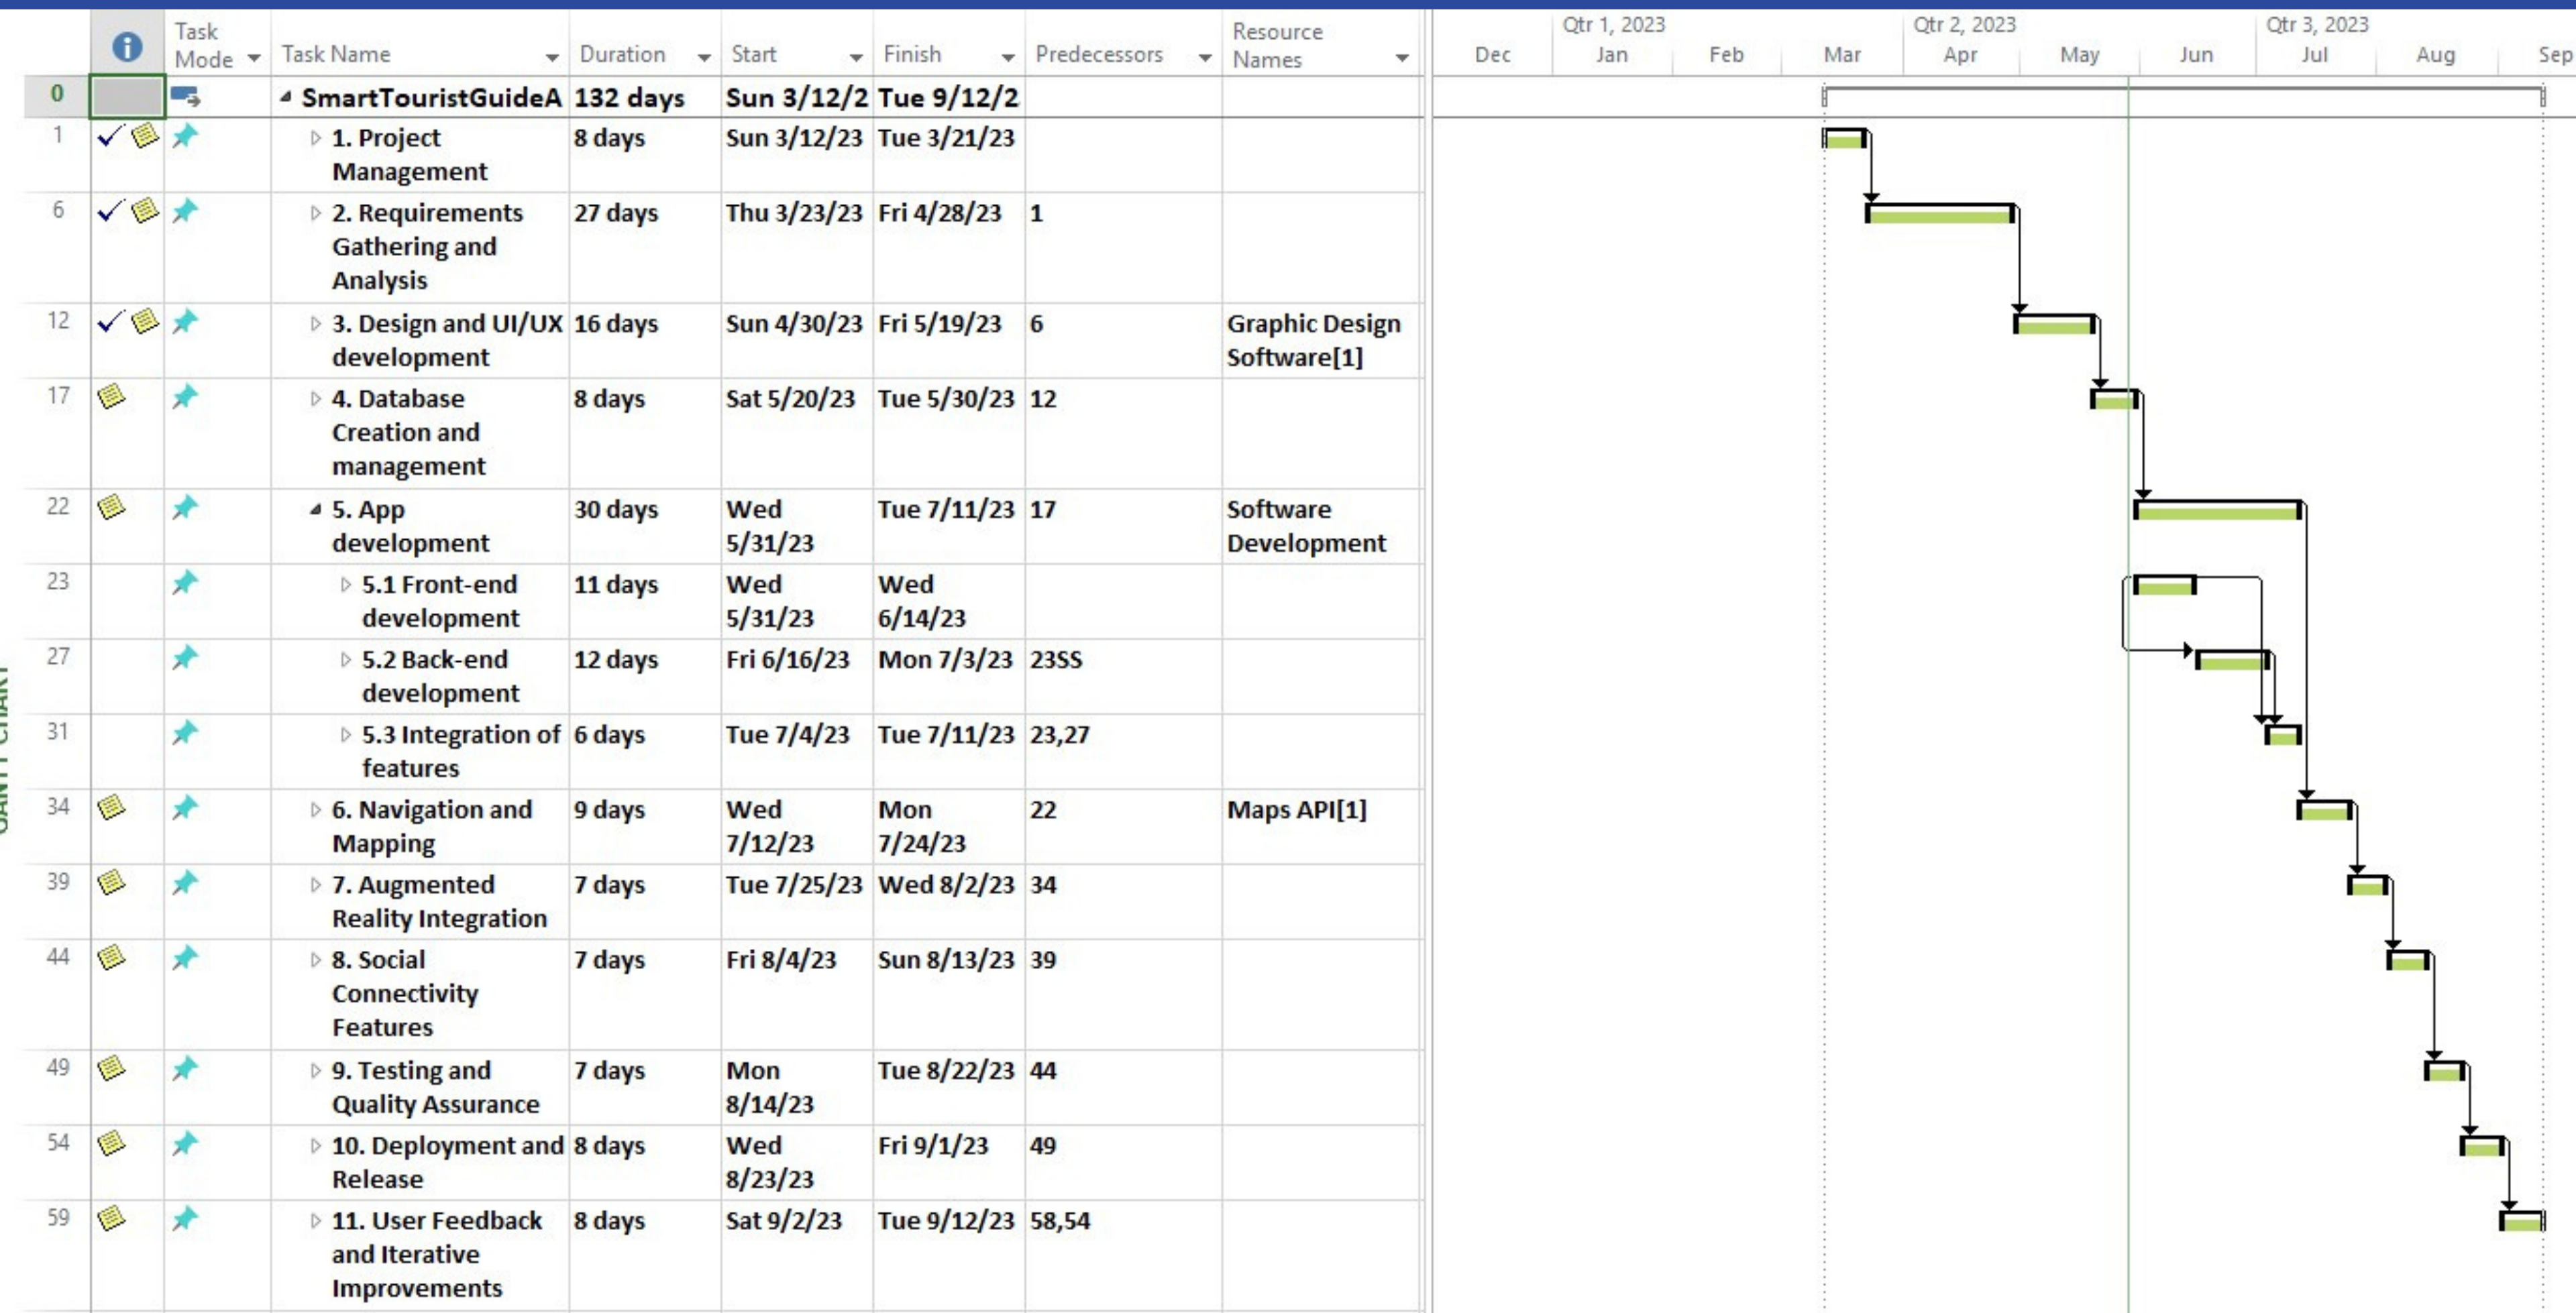 Task
Mode
Task Name
Duration
Start
Finish
Predecessors
Resource
Names
Qtr 1, 2023
Qtr 2, 2023
Qtr 3, 2023
Dec
Jan
Feb
Mar
Apr
May
Jun
Jul
Aug
Sep
0 SmartTouristGuideA 132 days Sun 3/12/2 Tue 9/12/2
1 1. Project 8 days Sun 3/12/23 Tue 3/21/23
Management
6 2. Requirements 27 days Thu 3/23/23 Fri 4/28/23 1
Gathering and
Analysis
12 3. Design and UI/UX 16 days Sun 4/30/23 Fri 5/19/23 6 Graphic Design
development Software[1]
17 4. Database 8 days Sat 5/20/23 Tue 5/30/23 12
Creation and
management
22 5. App 30 days Wed Tue 7/11/23 17 Software
development 5/31/23 Development
23 5.1 Front-end 11 days Wed Wed
development 5/31/23 6/14/23
27 5.2 Back-end 12 days Fri 6/16/23 Mon 7/3/23 23SS
development
31 5.3 Integration of 6 days Tue 7/4/23 Tue 7/11/23 23,27
features
34 6. Navigation and 9 days Wed Mon 22 Maps API[1]
Mapping 7/12/23 7/24/23
39 7. Augmented 7 days Tue 7/25/23 Wed 8/2/23 34
Reality Integration
44 8. Social 7 days Fri 8/4/23 Sun 8/13/23 39
Connectivity
Features
49 9. Testing and 7 days Mon Tue 8/22/23 44
Quality Assurance 8/14/23
54 10. Deployment and 8 days Wed Fri 9/1/23 49
Release 8/23/23
59 11. User Feedback 8 days Sat 9/2/23 Tue 9/12/23 58,54
and Iterative
Improvements